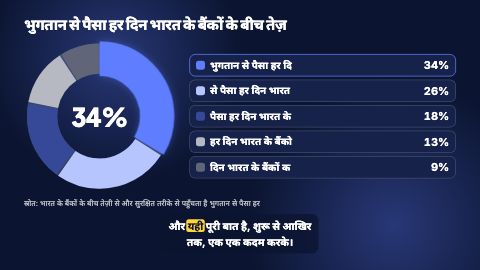 भुगतान से पैसा हर दिन भारत के बैंकों के बीच तेज़
34%
भुगतान से पैसा हर दि
34%
से पैसा हर दिन भारत
26%
पैसा हर दिन भारत के
18%
हर दिन भारत के बैंको
13%
दिन भारत के बैंकों क
9%
स्रोत: भारत के बैंकों के बीच तेज़ी से और सुरक्षित तरीके से पहुँचता है भुगतान से पैसा हर
और यही पूरी बात है, शुरू से आखिर
तक, एक एक कदम करके।